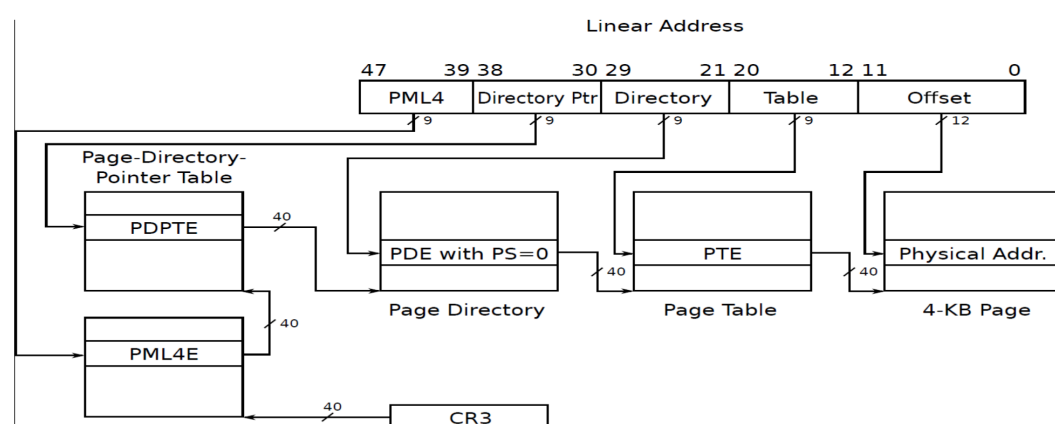 Linear Address
47 39 38 30 29 21 20 12 11 0
PML4 Directory Ptr Directory Table Offset
9 9 9 9 12
Page-Directory-
Pointer Table
PDPTE
40
PDE with PS=0
40
PTE
40
Physical Addr.
Page Directory
Page Table
4-KB Page
40
PML4E
40
CR3